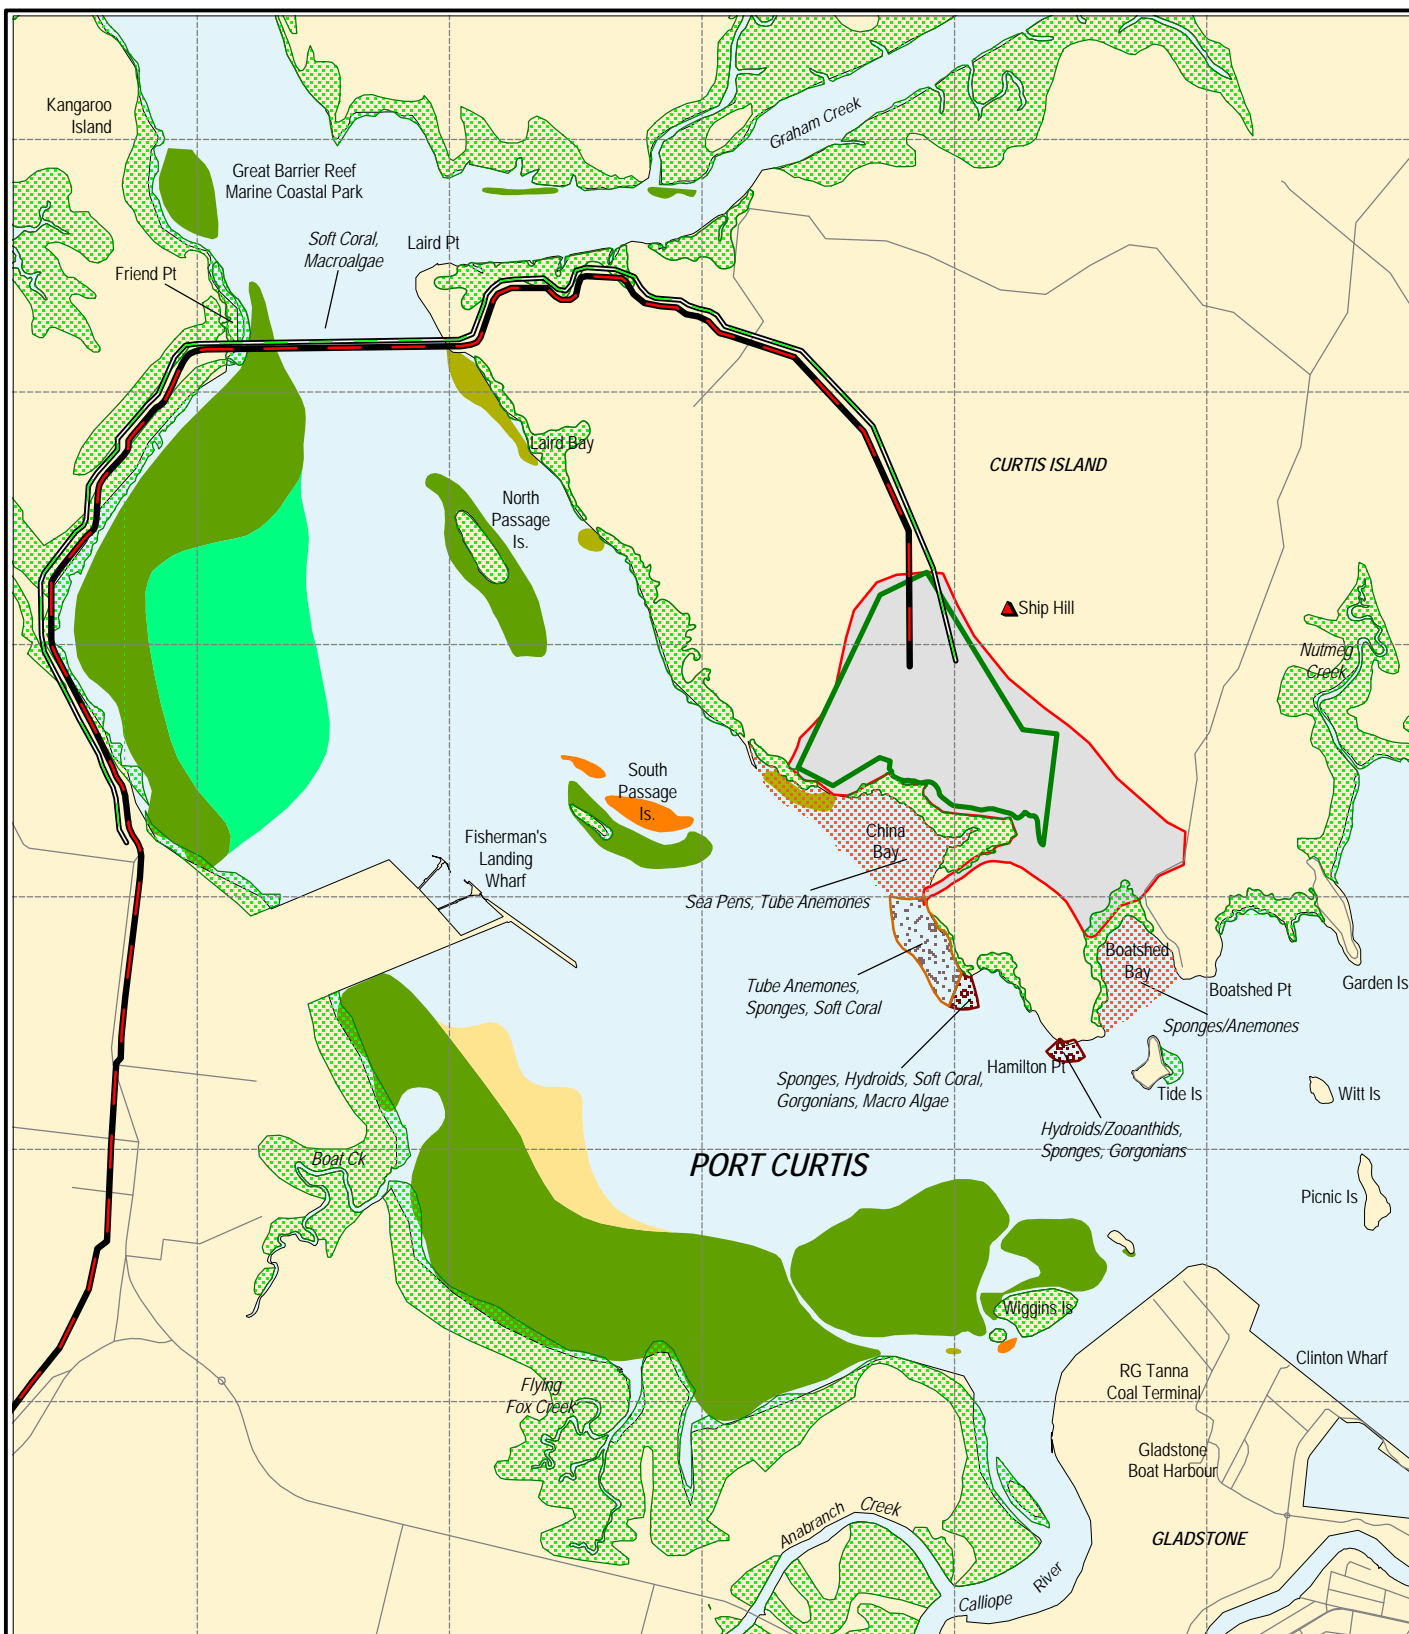 Kangaroo
Island
Great Barrier Reef
Marine Coastal Park
Graham Creek
Soft Coral,
Macroalgae
Laird Pt
Friend Pt
Laird Bay
CURTIS ISLAND
North
Passage
Is.
Ship Hill
Nutmeg
Creek
South
Passage
Is.
Fisherman's
Landing
Wharf
China
Bay
Sea Pens, Tube Anemones
Boatshed
Bay
Tube Anemones,
Sponges, Soft Coral
Boatshed Pt
Garden Is
Sponges/Anemones
Hamilton Pt
Sponges, Hydroids, Soft Coral,
Gorgonians, Macro Algae
Tide Is
Witt Is
Hydroids/Zooanthids,
Sponges, Gorgonians
Boat Ck
PORT CURTIS
Picnic Is
Wiggins Is
Clinton Wharf
RG Tanna
Coal Terminal
Flying
Fox Creek
Gladstone
Boat Harbour
Anabranch Creek
GLADSTONE
Calliope River